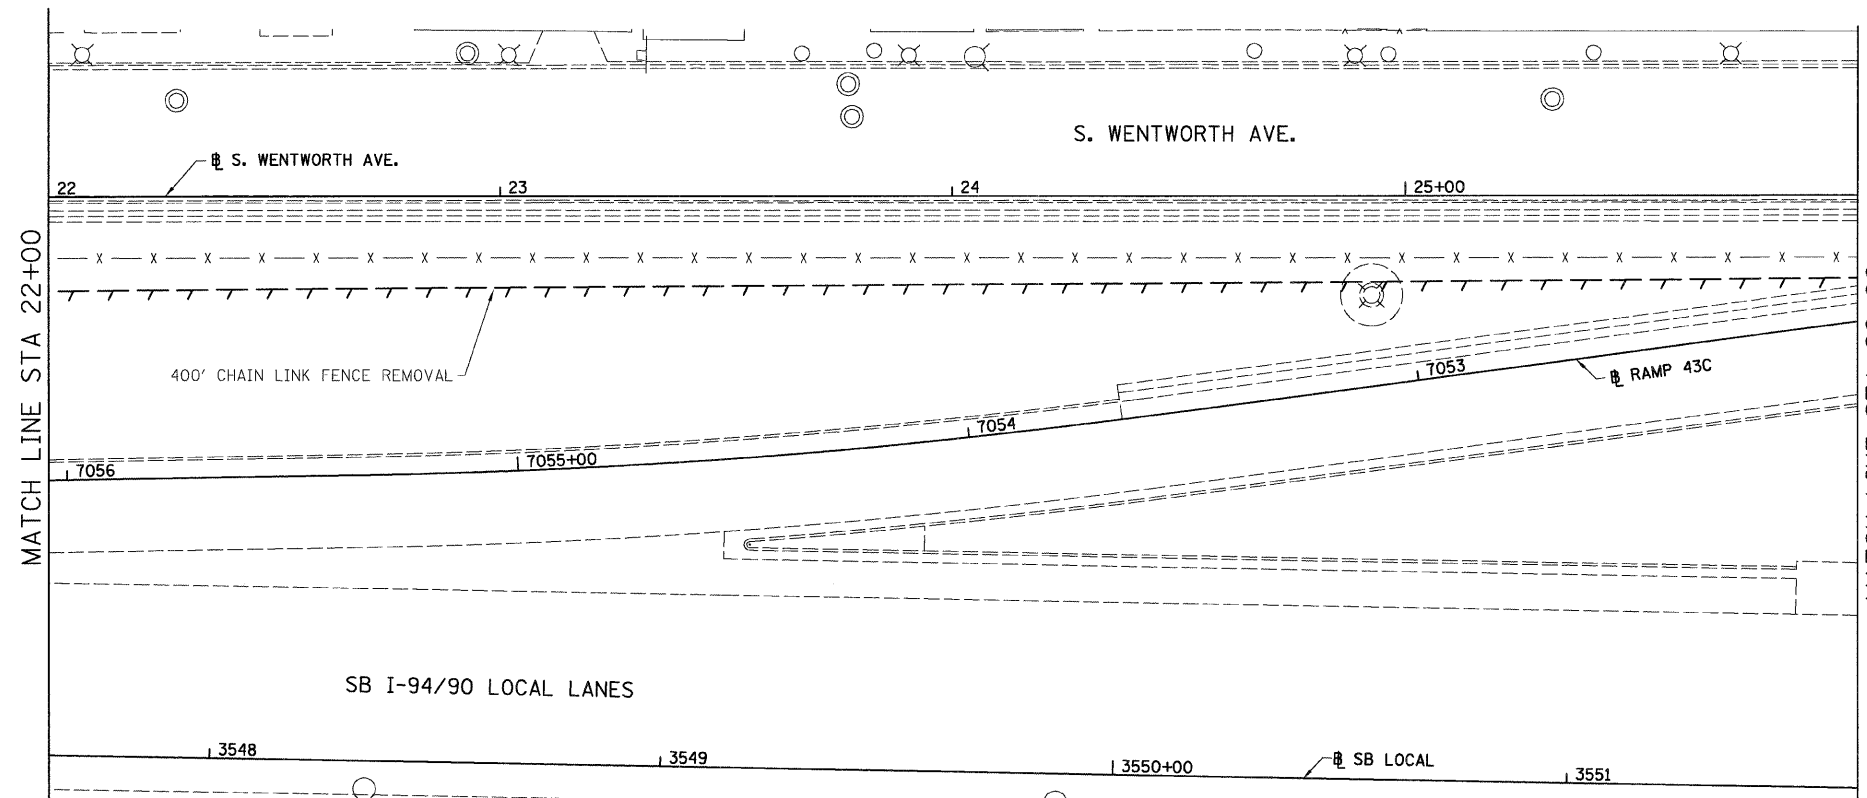 S. WENTWORTH AVE.
℄ S. WENTWORTH AVE.
22
23
24
25+00
MATCH LINE STA 22+00
400' CHAIN LINK FENCE REMOVAL
7053
℄ RAMP 43C
7054
7055+00
7056
SB I-94/90 LOCAL LANES
3548
3549
3550+00
℄ SB LOCAL
3551